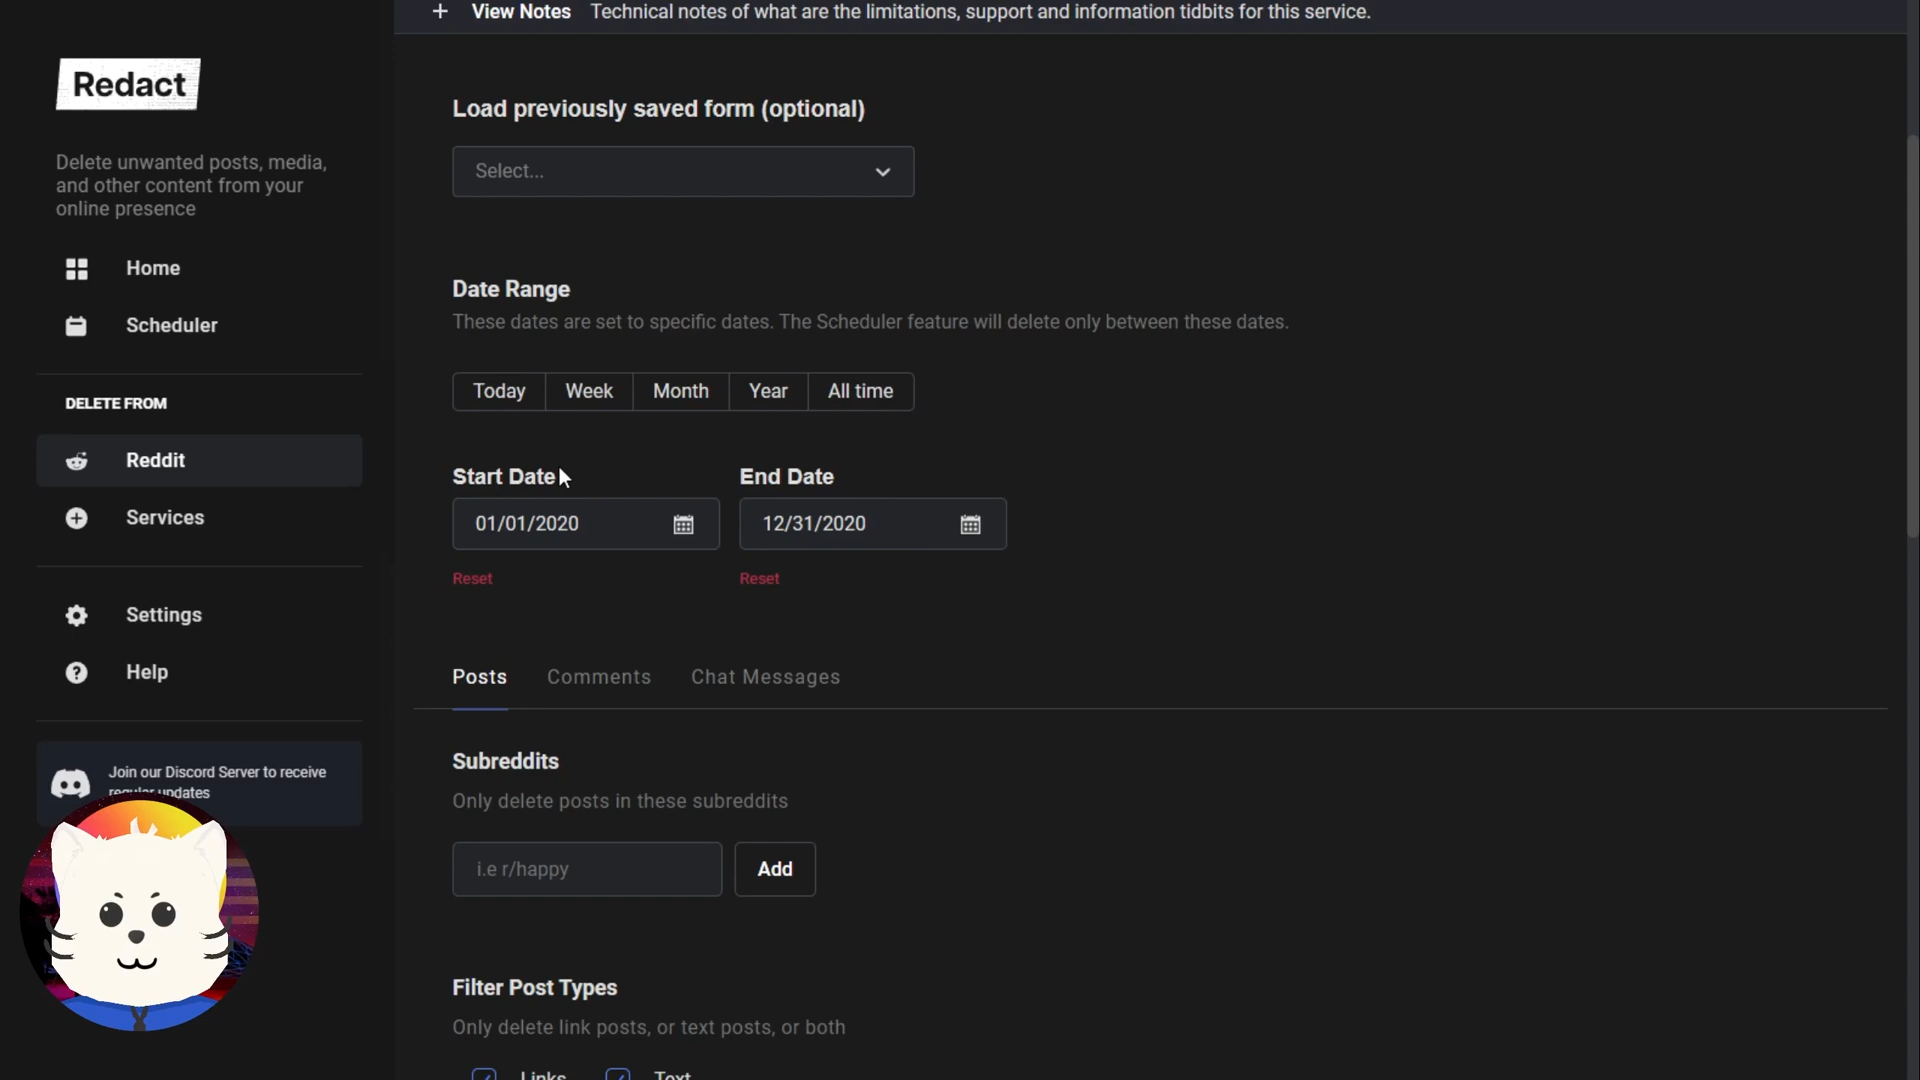 + View Notes Technical notes of what are the limitations, support and information tidbits for this service.
Redact
Delete unwanted posts, media,
and other content from your
online presence
Home
Scheduler
DELETE FROM
Reddit
Services
Settings
Help
Join our Discord Server to receive
regular updates
Load previously saved form (optional)
Select...
Date Range
These dates are set to specific dates. The Scheduler feature will delete only between these dates.
Today Week Month Year All time
Start Date End Date
01/01/2020 12/31/2020
Reset Reset
Posts Comments Chat Messages
Subreddits
Only delete posts in these subreddits
i.e r/happy Add
Filter Post Types
Only delete link posts, or text posts, or both
Links Text